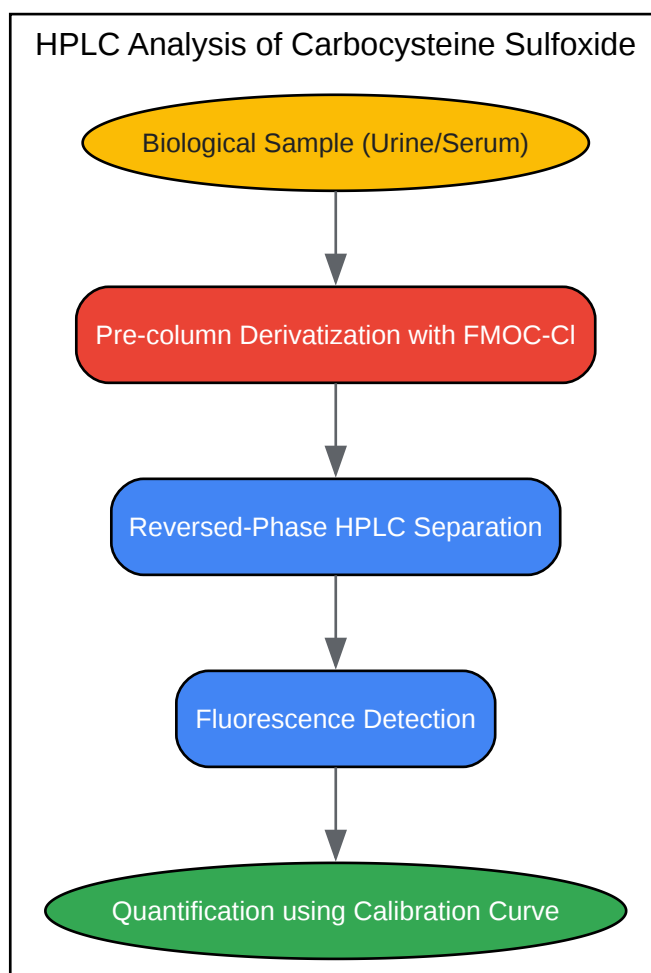 HPLC Analysis of Carbocysteine Sulfoxide
Biological Sample (Urine/Serum)
Pre-column Derivatization with FMOC-Cl
Reversed-Phase HPLC Separation
Fluorescence Detection
Quantification using Calibration Curve